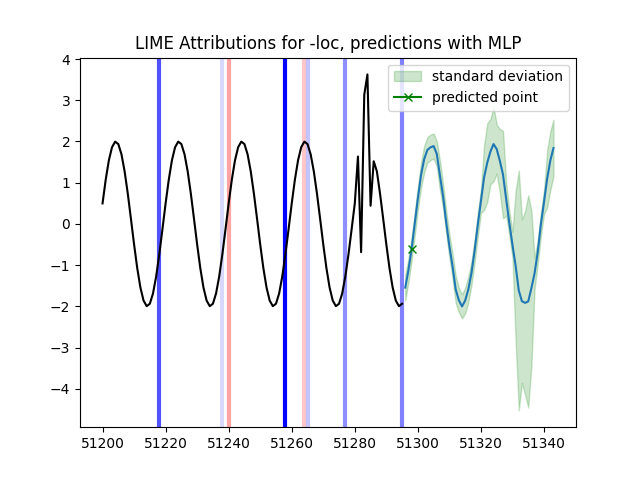 LIME Attributions for -loc, predictions with MLP
4
3
2
1
0
−1
−2
−3
−4
standard deviation
predicted point
51200 51220 51240 51260 51280 51300 51320 51340